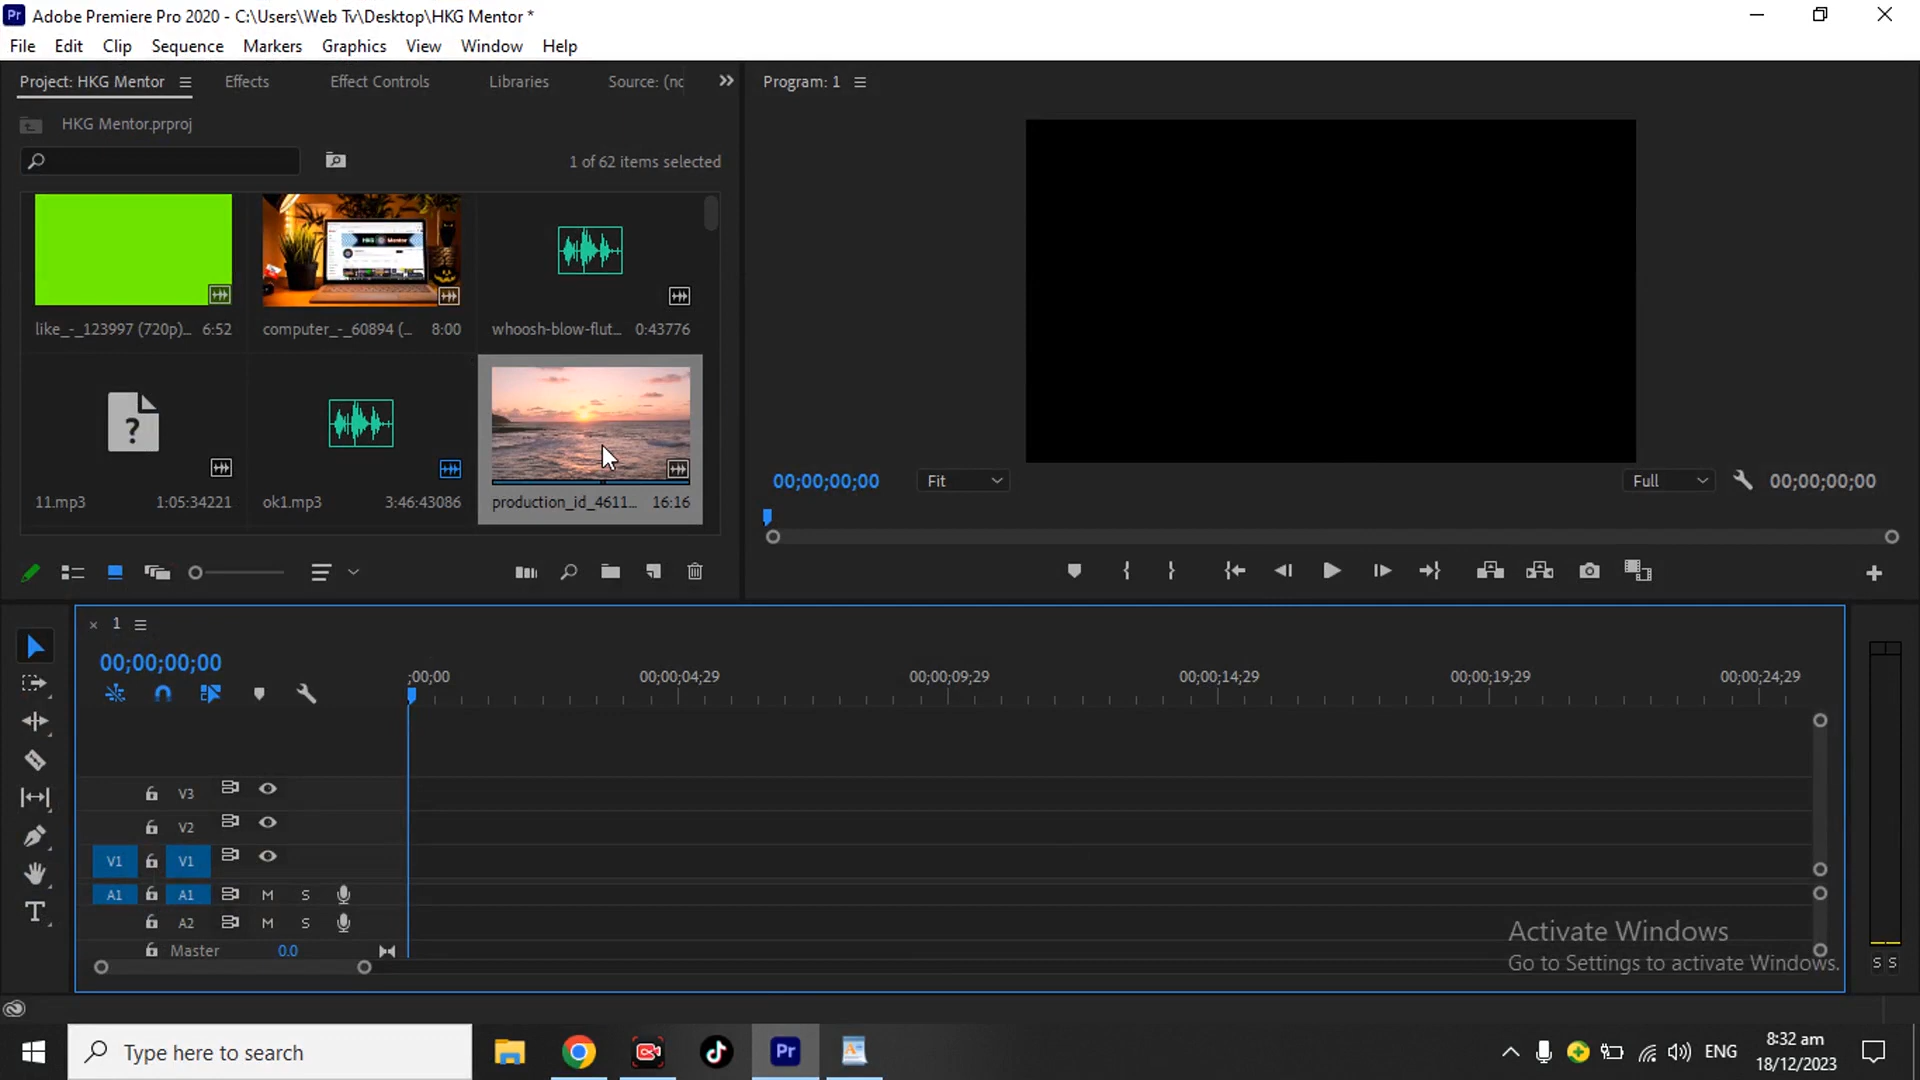 Pr Adobe Premiere Pro 2020 - C:\Users\Web Tv\Desktop\HKG Mentor *
File Edit Clip Sequence Markers Graphics View Window Help
Project: HKG Mentor Effects Effect Controls Libraries Source: (no Program: 1
HKG Mentor.prproj
1 of 62 items selected
HKG Mentor
like_-_123997 (720p)... 6:52 computer_-_60894 (... 8:00 whoosh-blow-flut... 0:43776
?
11.mp3 1:05:34221 ok1.mp3 3:46:43086 production_id_4611... 16:16
00;00;00;00 Fit Full 00;00;00;00
1
00;00;00;00
;00;00 00;00;04;29 00;00;09;29 00;00;14;29 00;00;19;29 00;00;24;29
V3
V2
V1 V1
A1 A1 M S
A2 M S
Master 0.0
T
S S
Activate Windows
Go to Settings to activate Windows.
Type here to search
Pr
ENG
8:32 am
18/12/2023